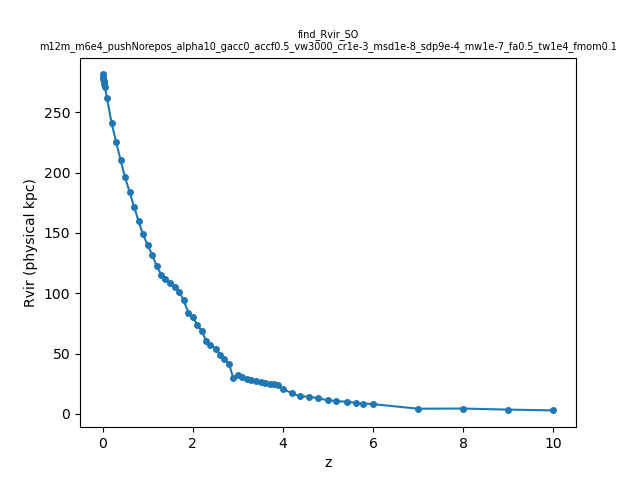 find_Rvir_SO
m12m_m6e4_pushNorepos_alpha10_gacc0_accf0.5_vw3000_cr1e-3_msd1e-8_sdp9e-4_mw1e-7_fa0.5_tw1e4_fmom0.1
250
200
150
100
50
0
Rvir (physical kpc)
0 2 4 6 8 10
z